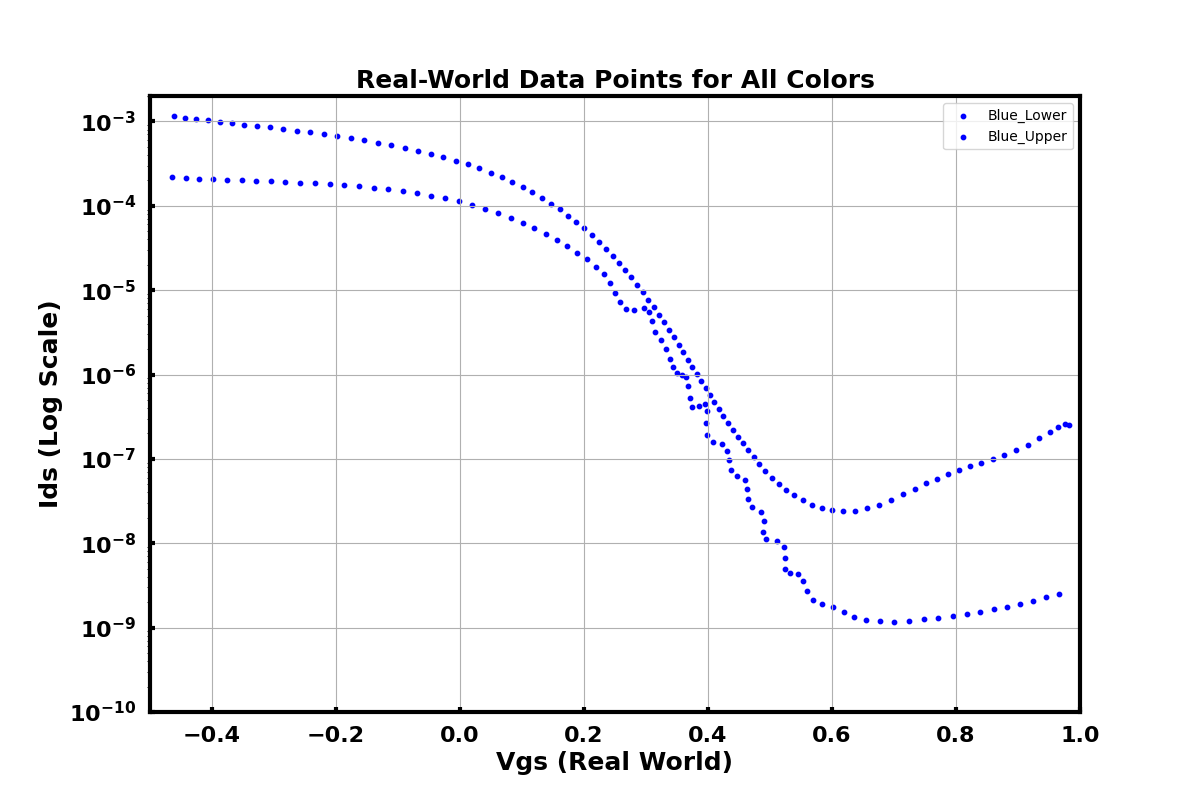 Real-World Data Points for All Colors
Blue_Lower
Blue_Upper
Ids (Log Scale)
10⁻³
10⁻⁴
10⁻⁵
10⁻⁶
10⁻⁷
10⁻⁸
10⁻⁹
10⁻¹⁰
−0.4 −0.2 0.0 0.2 0.4 0.6 0.8 1.0
Vgs (Real World)